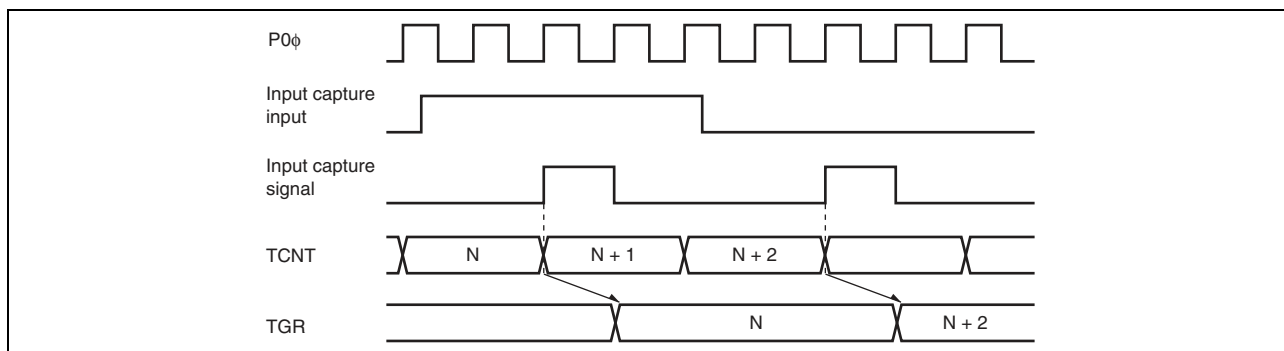 P0ϕ
Input capture
input
Input capture
signal
TCNT N N + 1 N + 2
TGR N N + 2